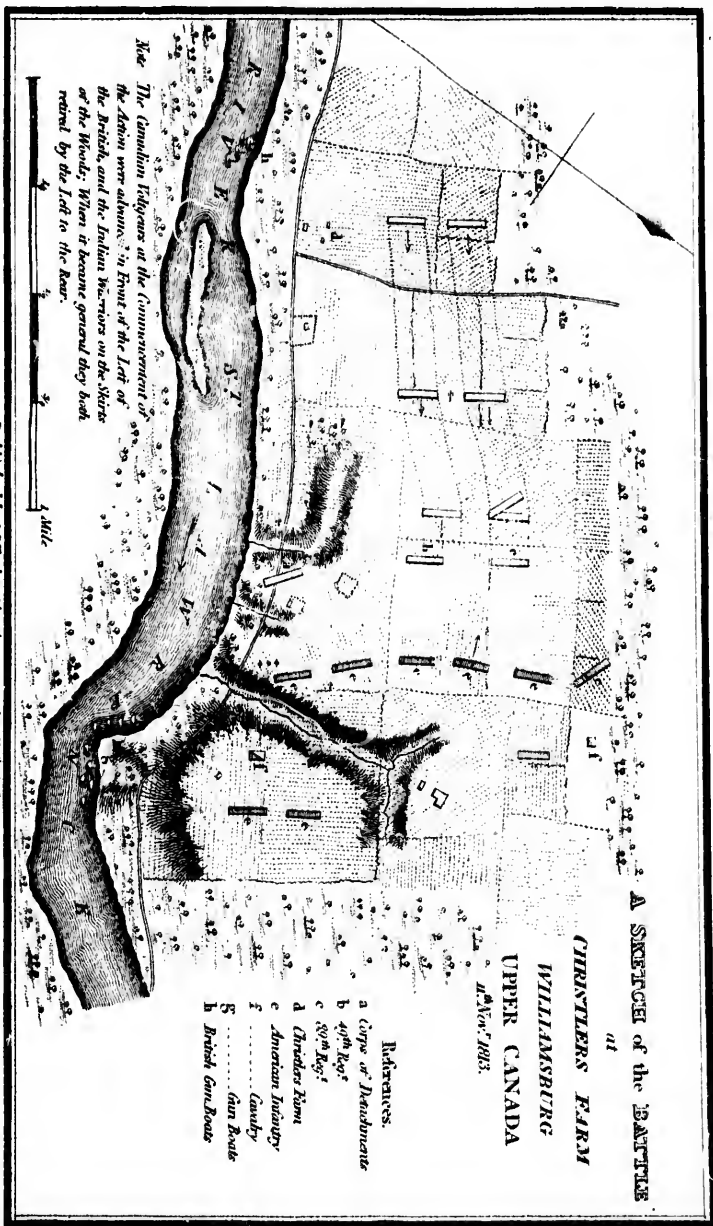 A SKETCH of the BATTLE
at
CHRISTLERS FARM
WILLIAMSBURG
UPPER CANADA
11th Novr 1813.
References.
a Corps of Detachments
b 49th Regt
c 89th Regt
d Christlers Farm
e American Infantry
f ........ Cavalry
g ........ Gun Boats
h British Gun Boats
RIVER ST LAWRENCE
h
d
b
c
e
e
e
e
e
f
f
e
e
Note The Canadian Voltigeurs at the Commencement of
the Action were advanced in Front of the Left of
the British, and the Indian Warriors on the Skirts
of the Woods; When it became general they both
retired by the Left to the Rear.
1 Mile